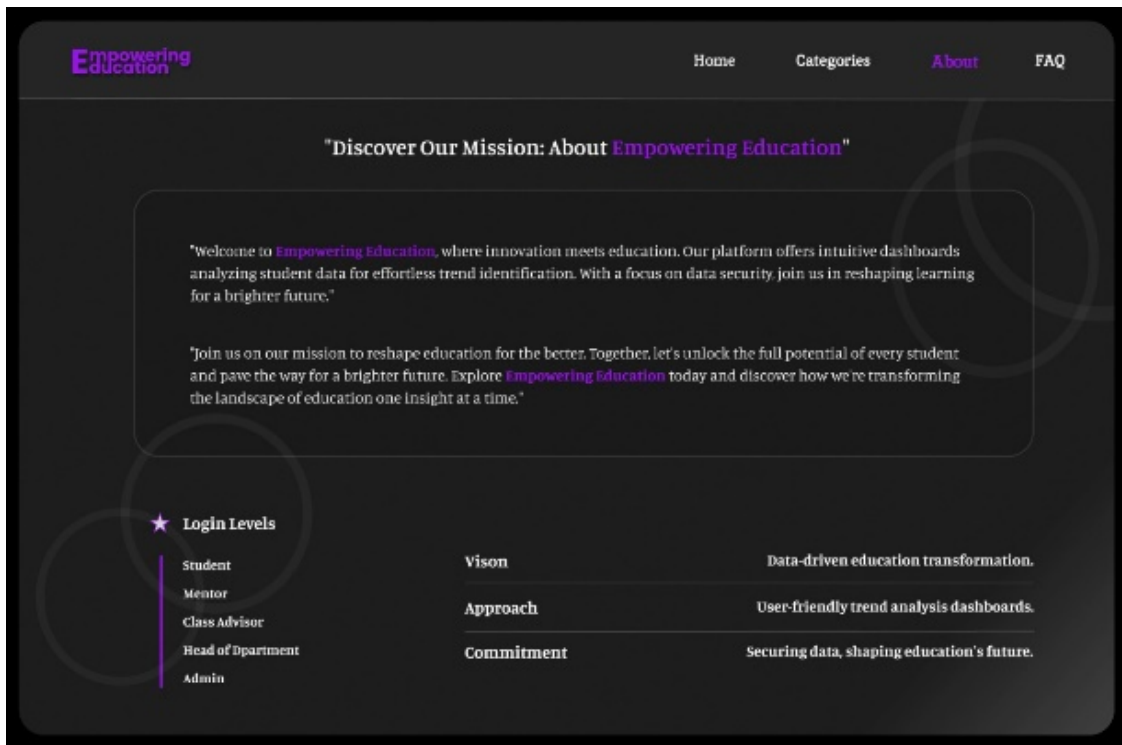 Empowering
Education
Home
Categories
About
FAQ
"Discover Our Mission: About Empowering Education"
"Welcome to Empowering Education, where innovation meets education. Our platform offers intuitive dashboards
analyzing student data for effortless trend identification. With a focus on data security, join us in reshaping learning
for a brighter future."
"Join us on our mission to reshape education for the better. Together, let's unlock the full potential of every student
and pave the way for a brighter future. Explore Empowering Education today and discover how we're transforming
the landscape of education one insight at a time."
Login Levels
Student
Mentor
Class Advisor
Head of Dpartment
Admin
Vison
Data-driven education transformation.
Approach
User-friendly trend analysis dashboards.
Commitment
Securing data, shaping education's future.